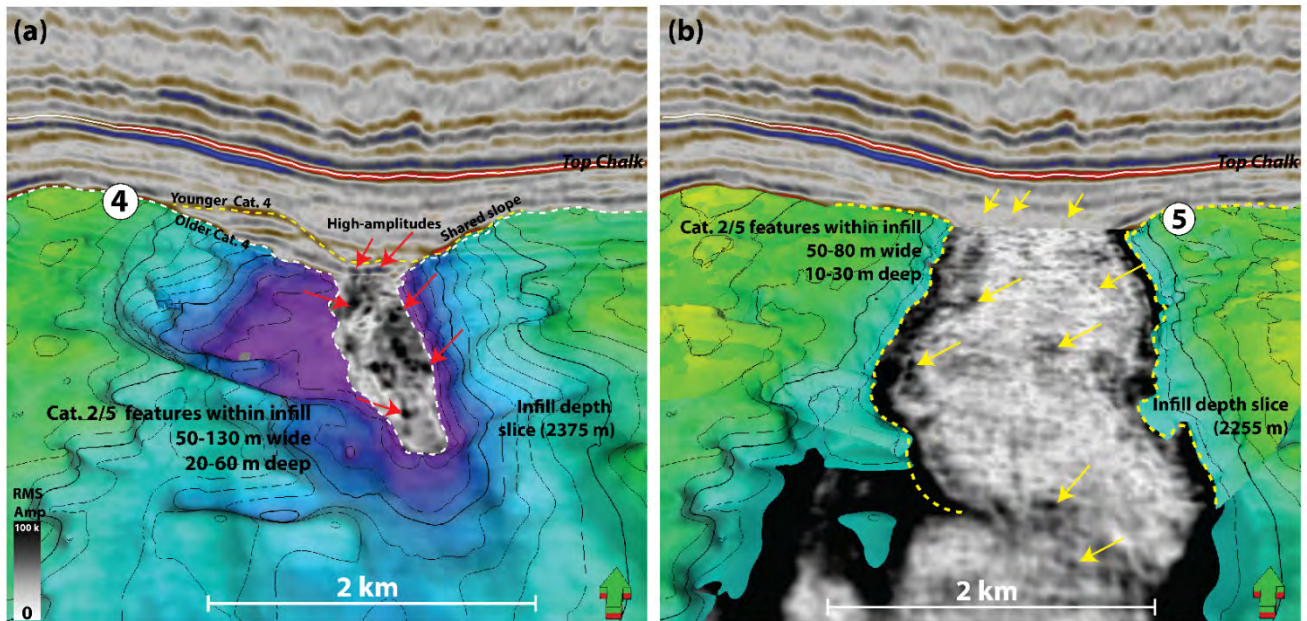 (a)
Top Chalk
4
Younger Cat. 4
Older Cat. 4
High-amplitudes
Shared slope
Cat. 2/5 features within infill
50-130 m wide
20-60 m deep
Infill depth
slice (2375 m)
RMS
Amp
100 k
0
2 km
(b)
Top Chalk
5
Cat. 2/5 features within infill
50-80 m wide
10-30 m deep
Infill depth slice
(2255 m)
2 km